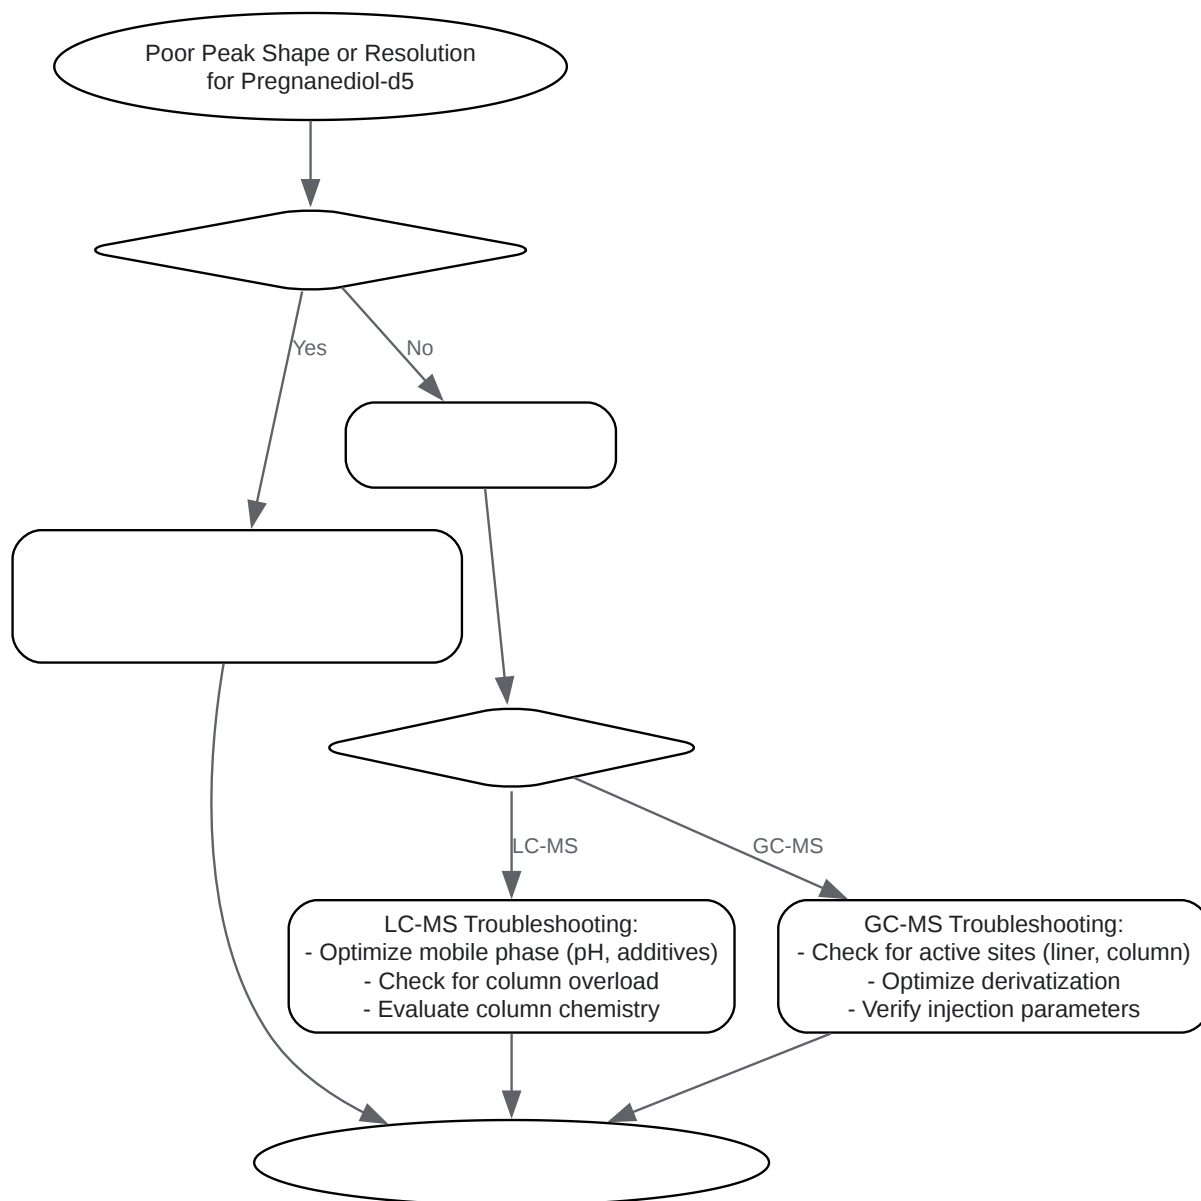 Poor Peak Shape or Resolution
for Pregnanediol-d5
Yes
No
LC-MS
GC-MS
LC-MS Troubleshooting:
- Optimize mobile phase (pH, additives)
- Check for column overload
- Evaluate column chemistry
GC-MS Troubleshooting:
- Check for active sites (liner, column)
- Optimize derivatization
- Verify injection parameters